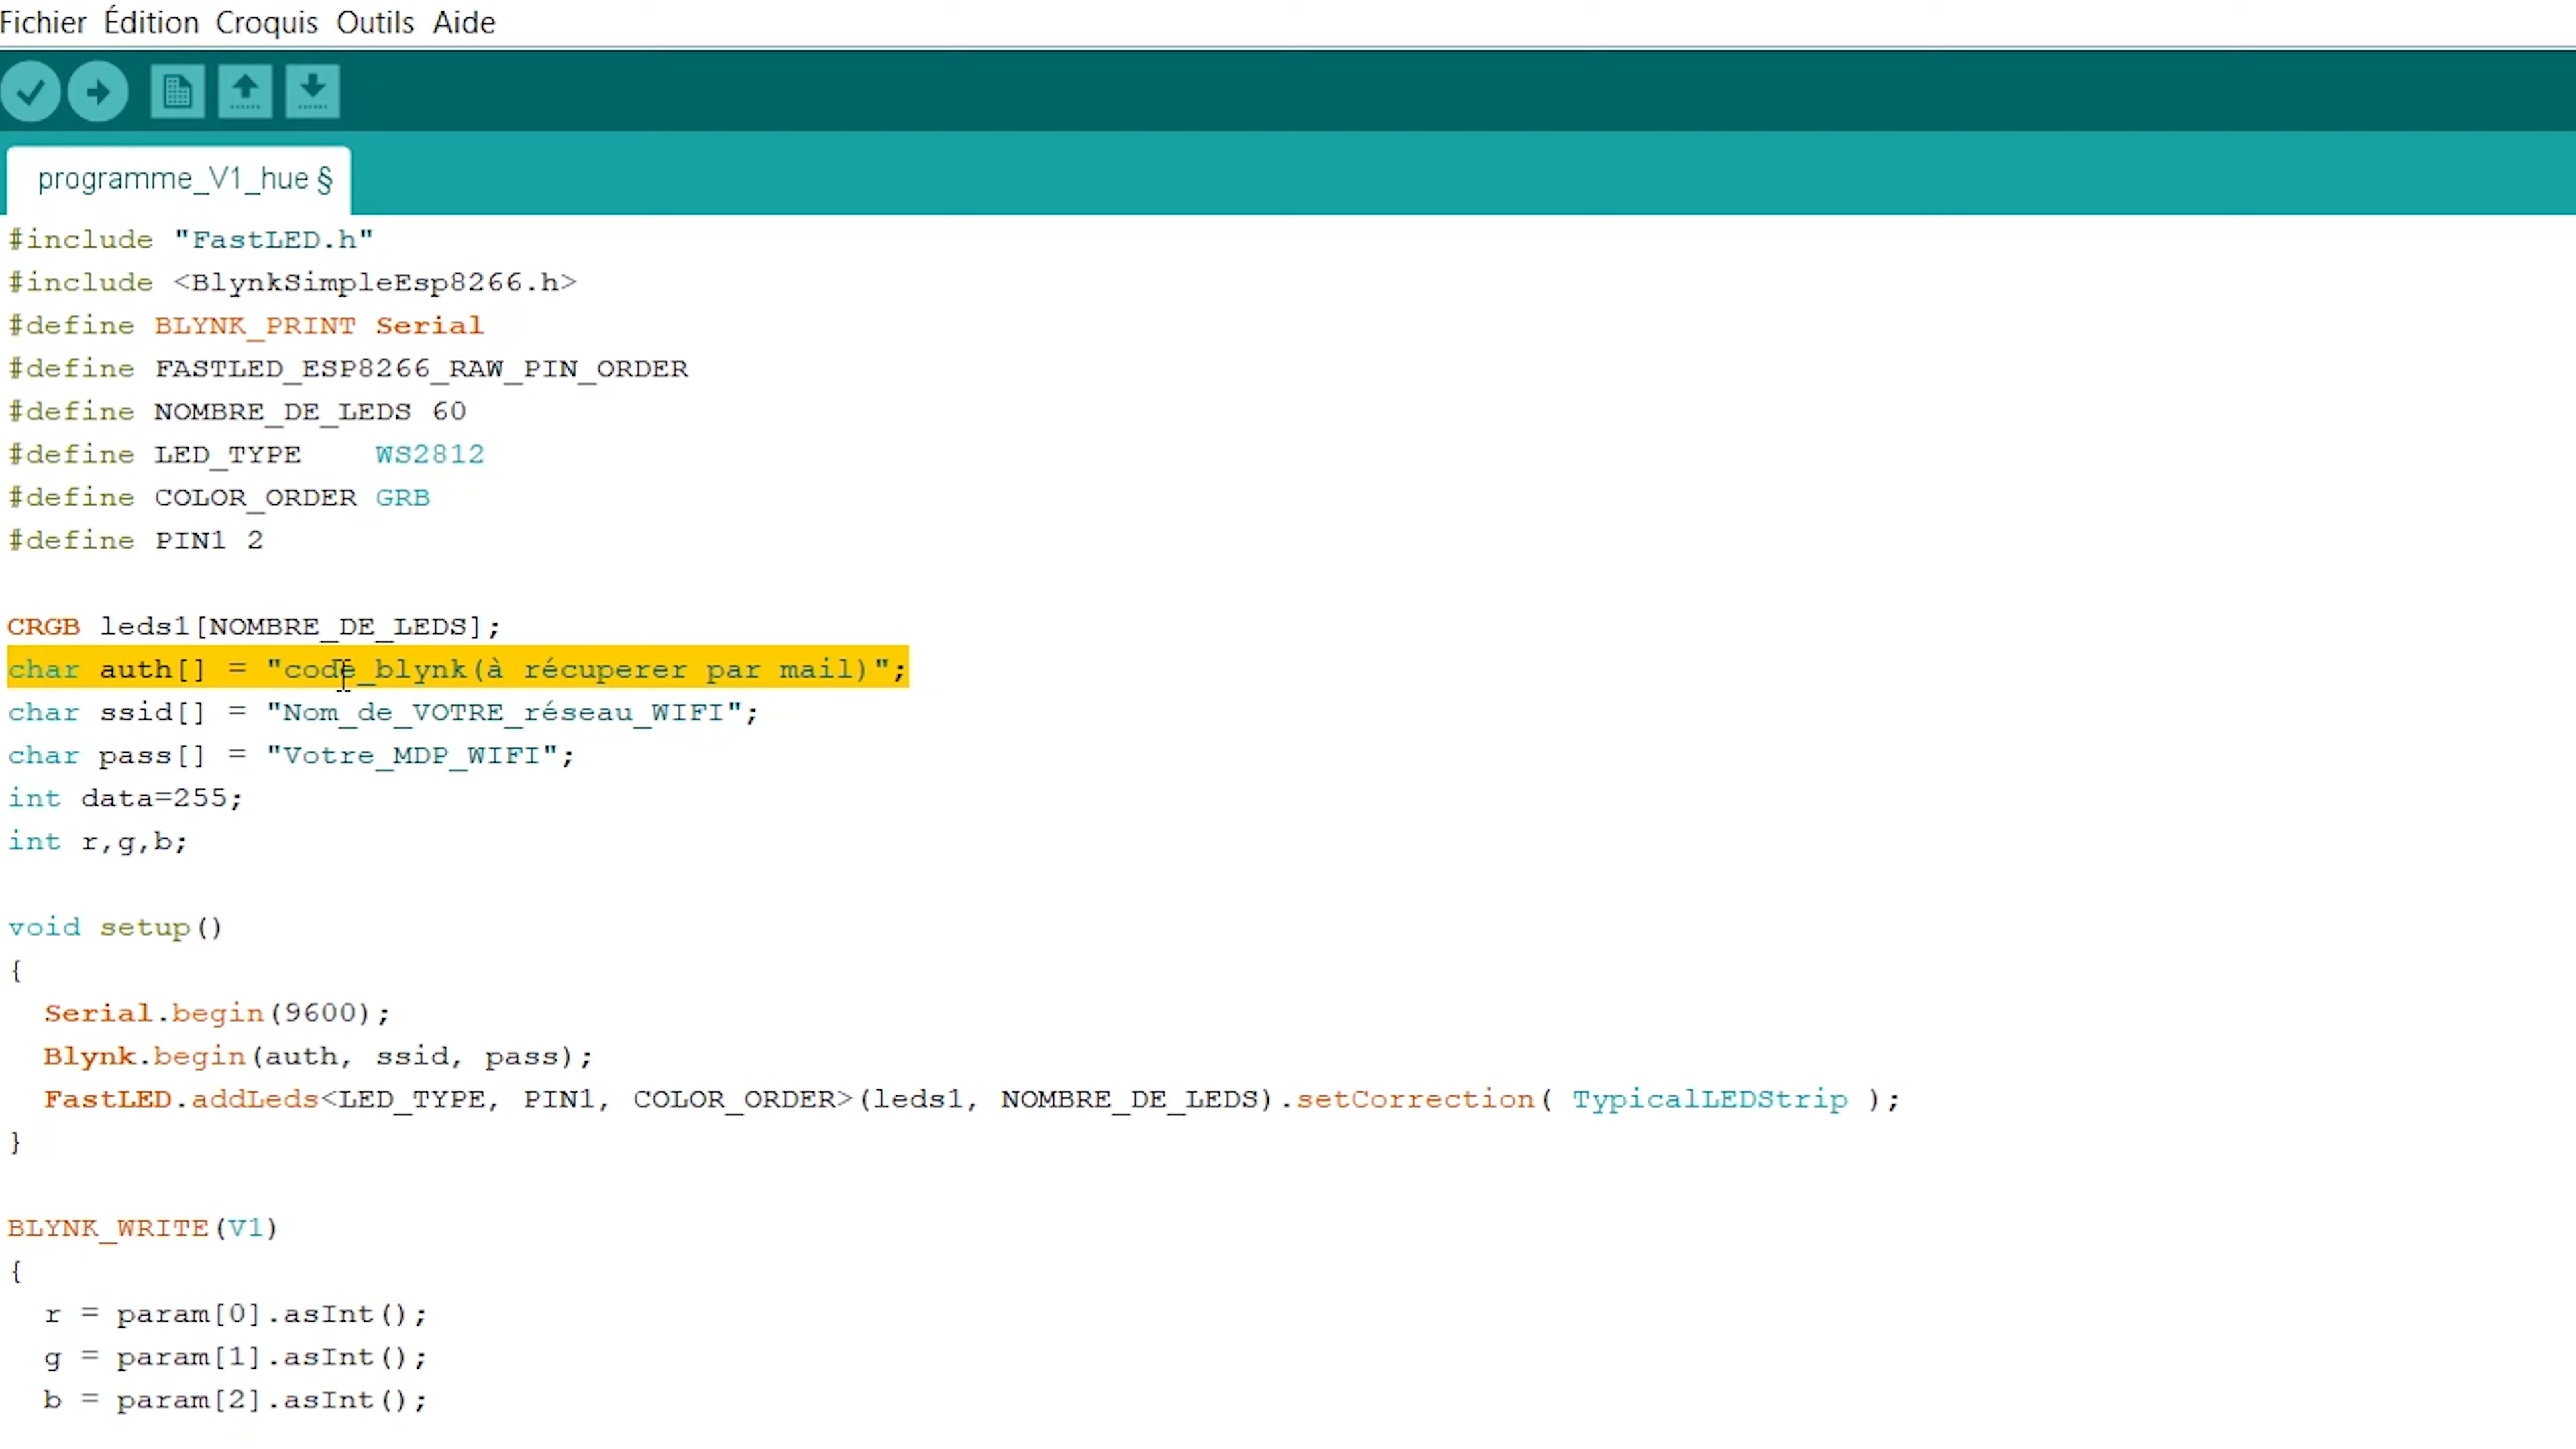 Fichier Édition Croquis Outils Aide
programme_V1_hue §
#include "FastLED.h"
#include <BlynkSimpleEsp8266.h>
#define BLYNK_PRINT Serial
#define FASTLED_ESP8266_RAW_PIN_ORDER
#define NOMBRE_DE_LEDS 60
#define LED_TYPE    WS2812
#define COLOR_ORDER GRB
#define PIN1 2
CRGB leds1[NOMBRE_DE_LEDS];
char auth[] = "code_blynk(à récuperer par mail)";
char ssid[] = "Nom_de_VOTRE_réseau_WIFI";
char pass[] = "Votre_MDP_WIFI";
int data=255;
int r,g,b;
void setup()
{
  Serial.begin(9600);
  Blynk.begin(auth, ssid, pass);
  FastLED.addLeds<LED_TYPE, PIN1, COLOR_ORDER>(leds1, NOMBRE_DE_LEDS).setCorrection( TypicalLEDStrip );
}
BLYNK_WRITE(V1)
{
  r = param[0].asInt();
  g = param[1].asInt();
  b = param[2].asInt();